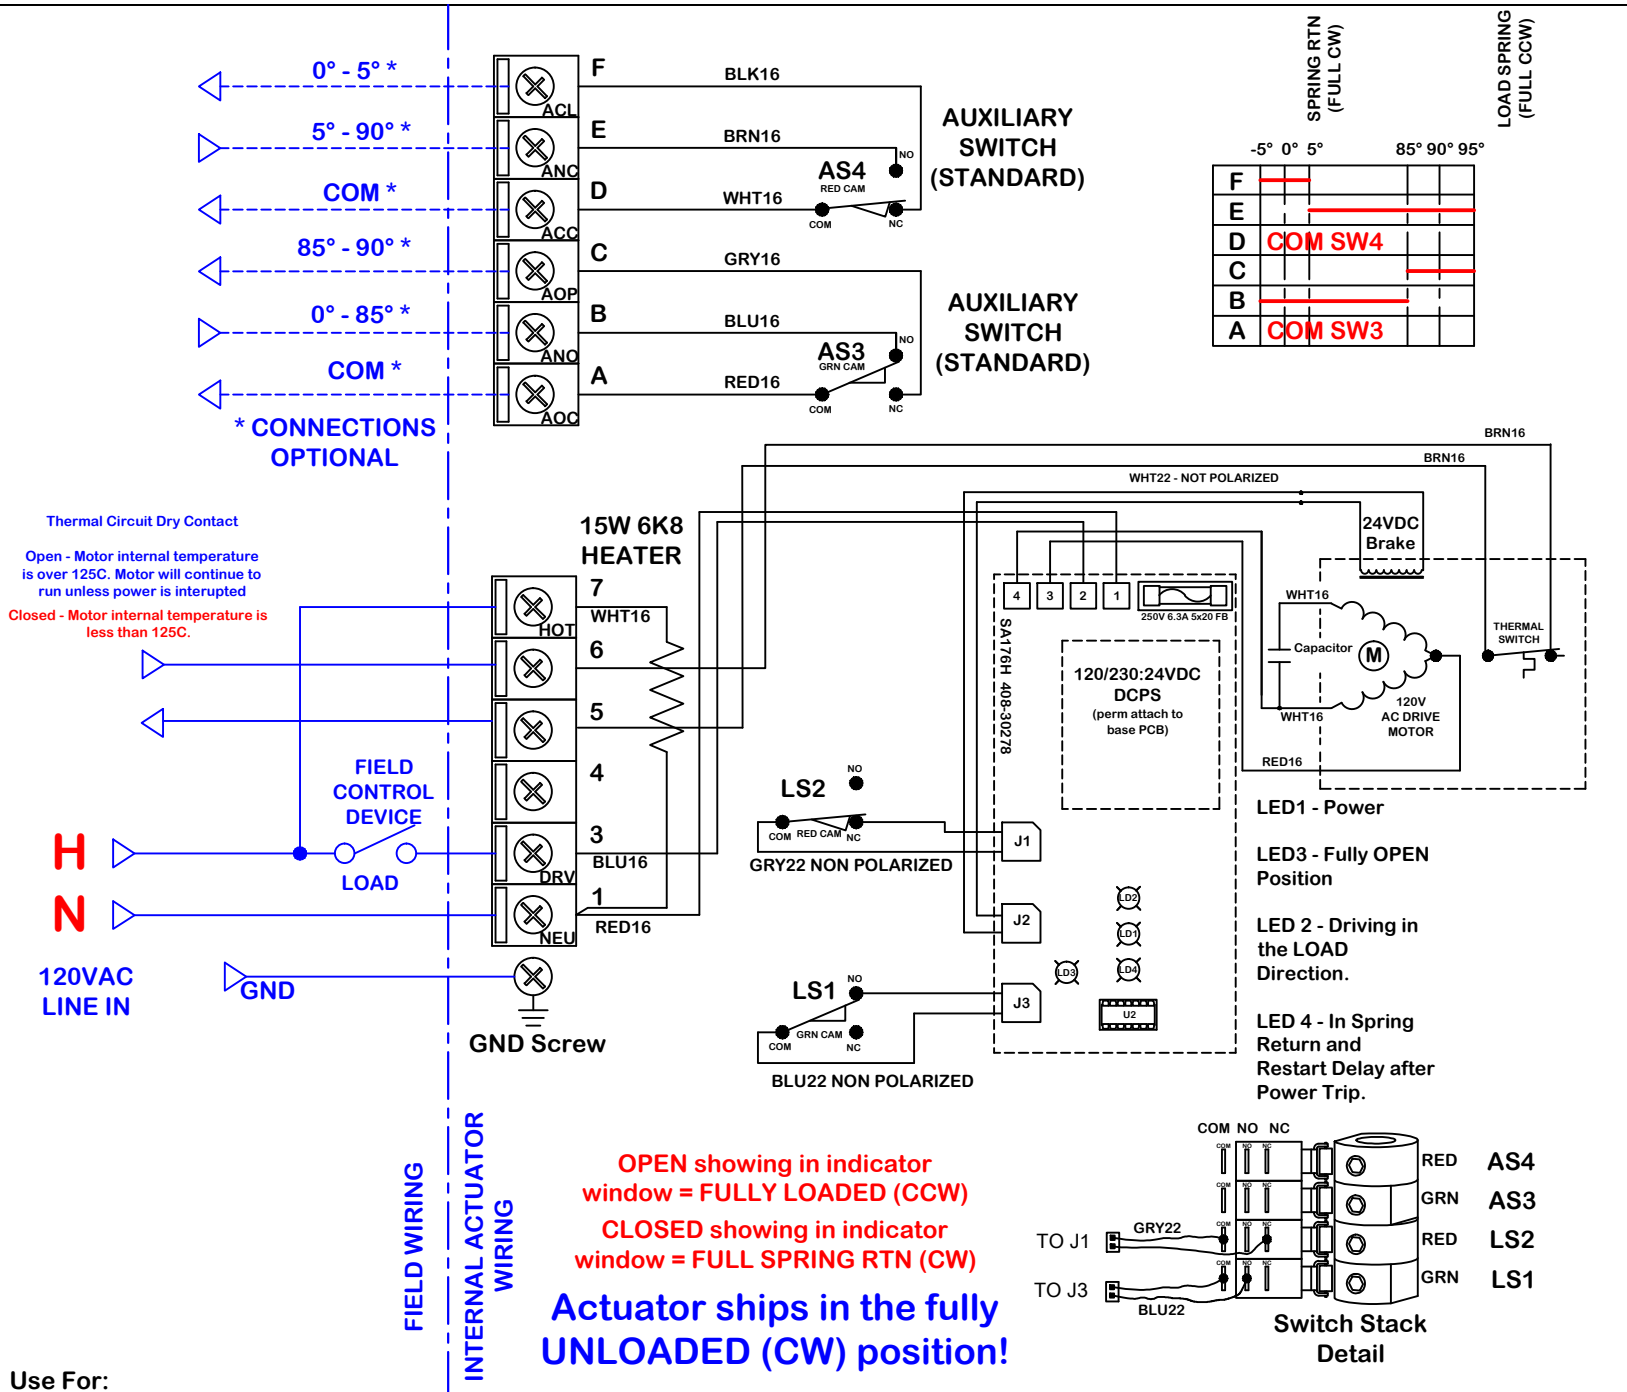 SPRING RTN
(FULL CW)
LOAD SPRING
(FULL CCW)
0° - 5° *
F
BLK16
ACL
5° - 90° *
E
BRN16
ANC
NO
AS4
RED CAM
COM *
D
WHT16
ACC
COM
NC
AUXILIARY
SWITCH
(STANDARD)
85° - 90° *
C
GRY16
AOP
0° - 85° *
B
BLU16
ANO
NO
AS3
GRN CAM
COM *
A
RED16
AOC
COM
NC
AUXILIARY
SWITCH
(STANDARD)
* CONNECTIONS
OPTIONAL
-5° 0° 5° 85° 90° 95°
F
E
D COM SW4
C
B
A COM SW3
BRN16
BRN16
WHT22 - NOT POLARIZED
Thermal Circuit Dry Contact
Open - Motor internal temperature
is over 125C. Motor will continue to
run unless power is interupted
Closed - Motor internal temperature is
less than 125C.
15W 6K8
HEATER
7
WHT16
HOT
6
5
4
3
BLU16
DRV
1
RED16
NEU
FIELD
CONTROL
DEVICE
LOAD
H
N
120VAC
LINE IN
GND
GND Screw
24VDC
Brake
4 3 2 1
250V 6.3A 5x20 FB
SA176H 408-30278
120/230:24VDC
DCPS
(perm attach to
base PCB)
WHT16
Capacitor
M
WHT16
120V
AC DRIVE
MOTOR
THERMAL
SWITCH
RED16
LS2
NO
COM
RED CAM
NC
GRY22 NON POLARIZED
J1
J2
J3
LD2
LD1
LD3
LD4
U2
LS1
NO
COM
GRN CAM
NC
BLU22 NON POLARIZED
LED1 - Power
LED3 - Fully OPEN
Position
LED 2 - Driving in
the LOAD
Direction.
LED 4 - In Spring
Return and
Restart Delay after
Power Trip.
FIELD WIRING
INTERNAL ACTUATOR
WIRING
OPEN showing in indicator
window = FULLY LOADED (CCW)
CLOSED showing in indicator
window = FULL SPRING RTN (CW)
Actuator ships in the fully
UNLOADED (CW) position!
COM NO NC
COM NO NC
RED AS4
COM NO NC
GRN AS3
TO J1
GRY22
COM NO NC
RED LS2
TO J3
BLU22
COM NO NC
GRN LS1
Switch Stack
Detail
Use For: